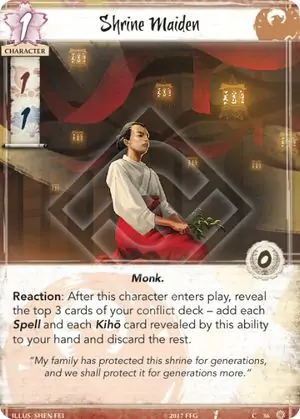 1
Shrine Maiden
CHARACTER
1
1
0
Monk.
Reaction: After this character enters play, reveal
the top 3 cards of your conflict deck – add each
Spell and each Kihō card revealed by this ability
to your hand and discard the rest.
“My family has protected this shrine for generations,
and we shall protect it for generations more.”
ILLUS: SHEN FEI
© 2017 FFG
C
36